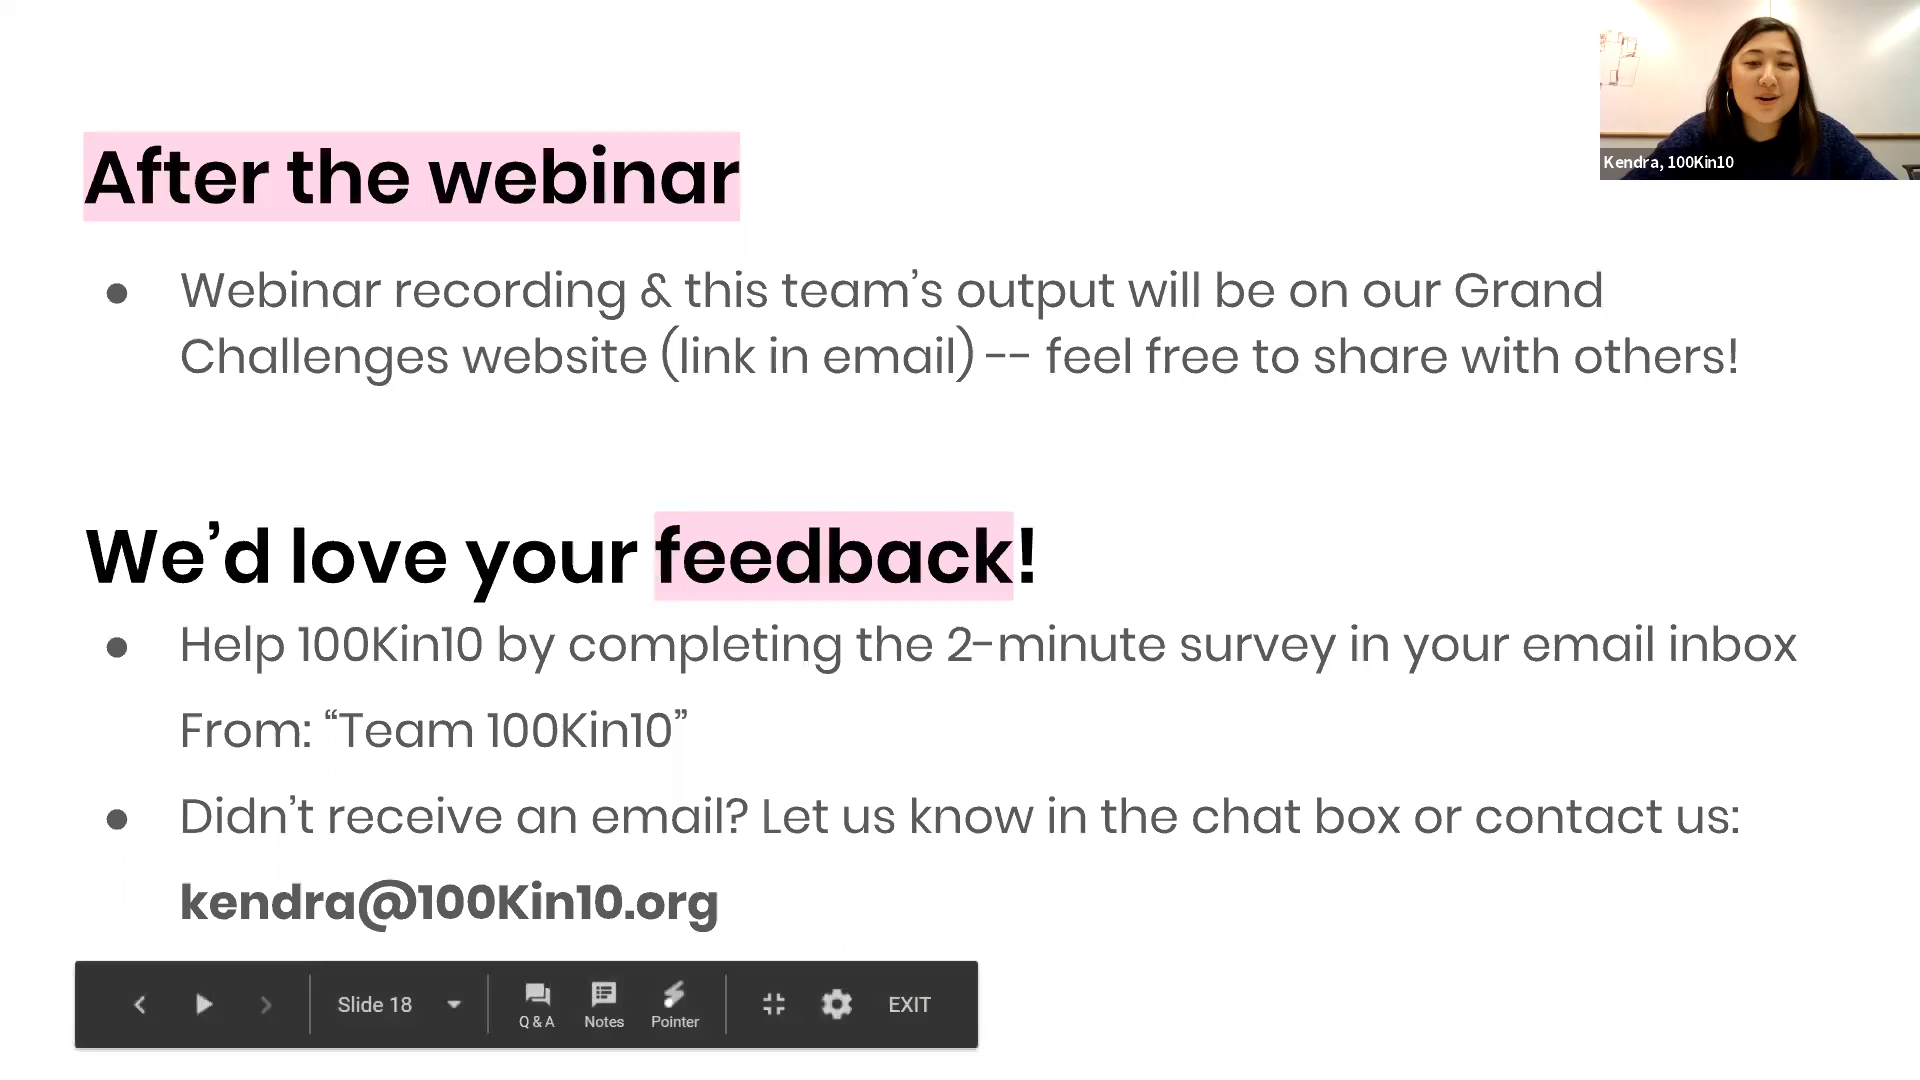 After the webinar
Kendra, 100Kin10
● Webinar recording & this team’s output will be on our Grand
Challenges website (link in email) -- feel free to share with others!
We’d love your feedback!
● Help 100Kin10 by completing the 2-minute survey in your email inbox
From: “Team 100Kin10”
● Didn’t receive an email? Let us know in the chat box or contact us:
kendra@100Kin10.org
Slide 18
Q & A
Notes
Pointer
EXIT